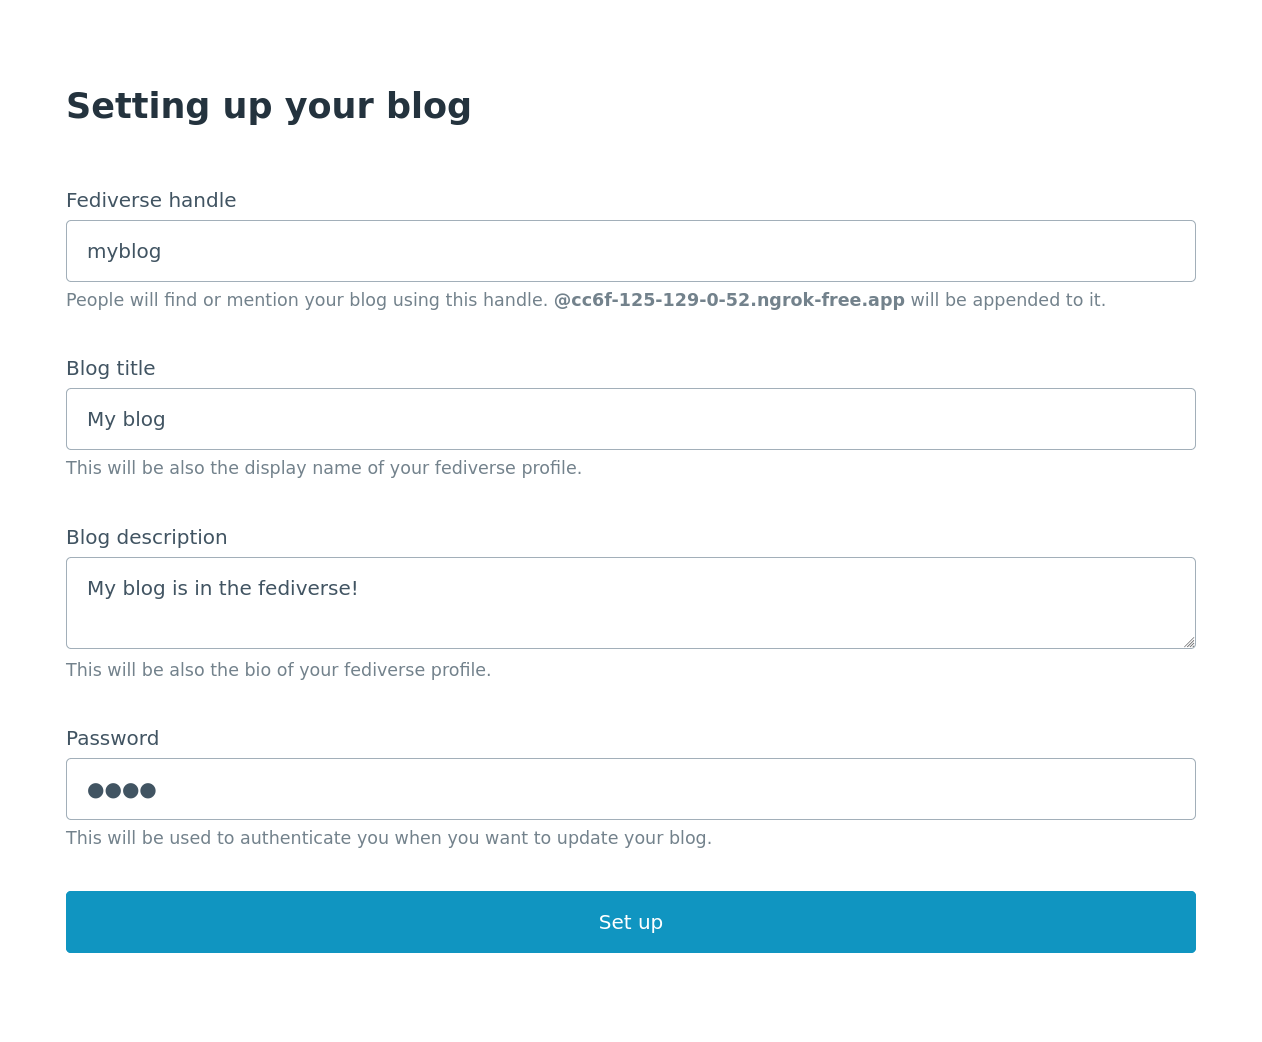 Setting up your blog
Fediverse handle
myblog
People will find or mention your blog using this handle. @cc6f-125-129-0-52.ngrok-free.app will be appended to it.
Blog title
My blog
This will be also the display name of your fediverse profile.
Blog description
My blog is in the fediverse!
This will be also the bio of your fediverse profile.
Password
●●●●
This will be used to authenticate you when you want to update your blog.
Set up